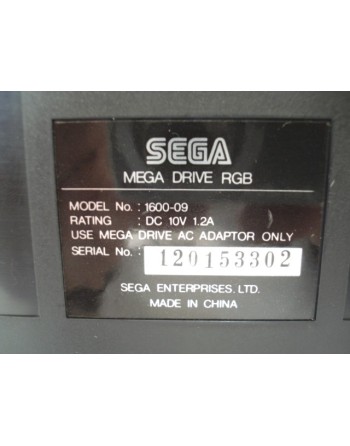 SEGA
MEGA DRIVE RGB
MODEL No. : 1600-09
RATING : DC 10V 1.2A
USE MEGA DRIVE AC ADAPTOR ONLY
SERIAL No. : 120153302
SEGA ENTERPRISES, LTD.
MADE IN CHINA